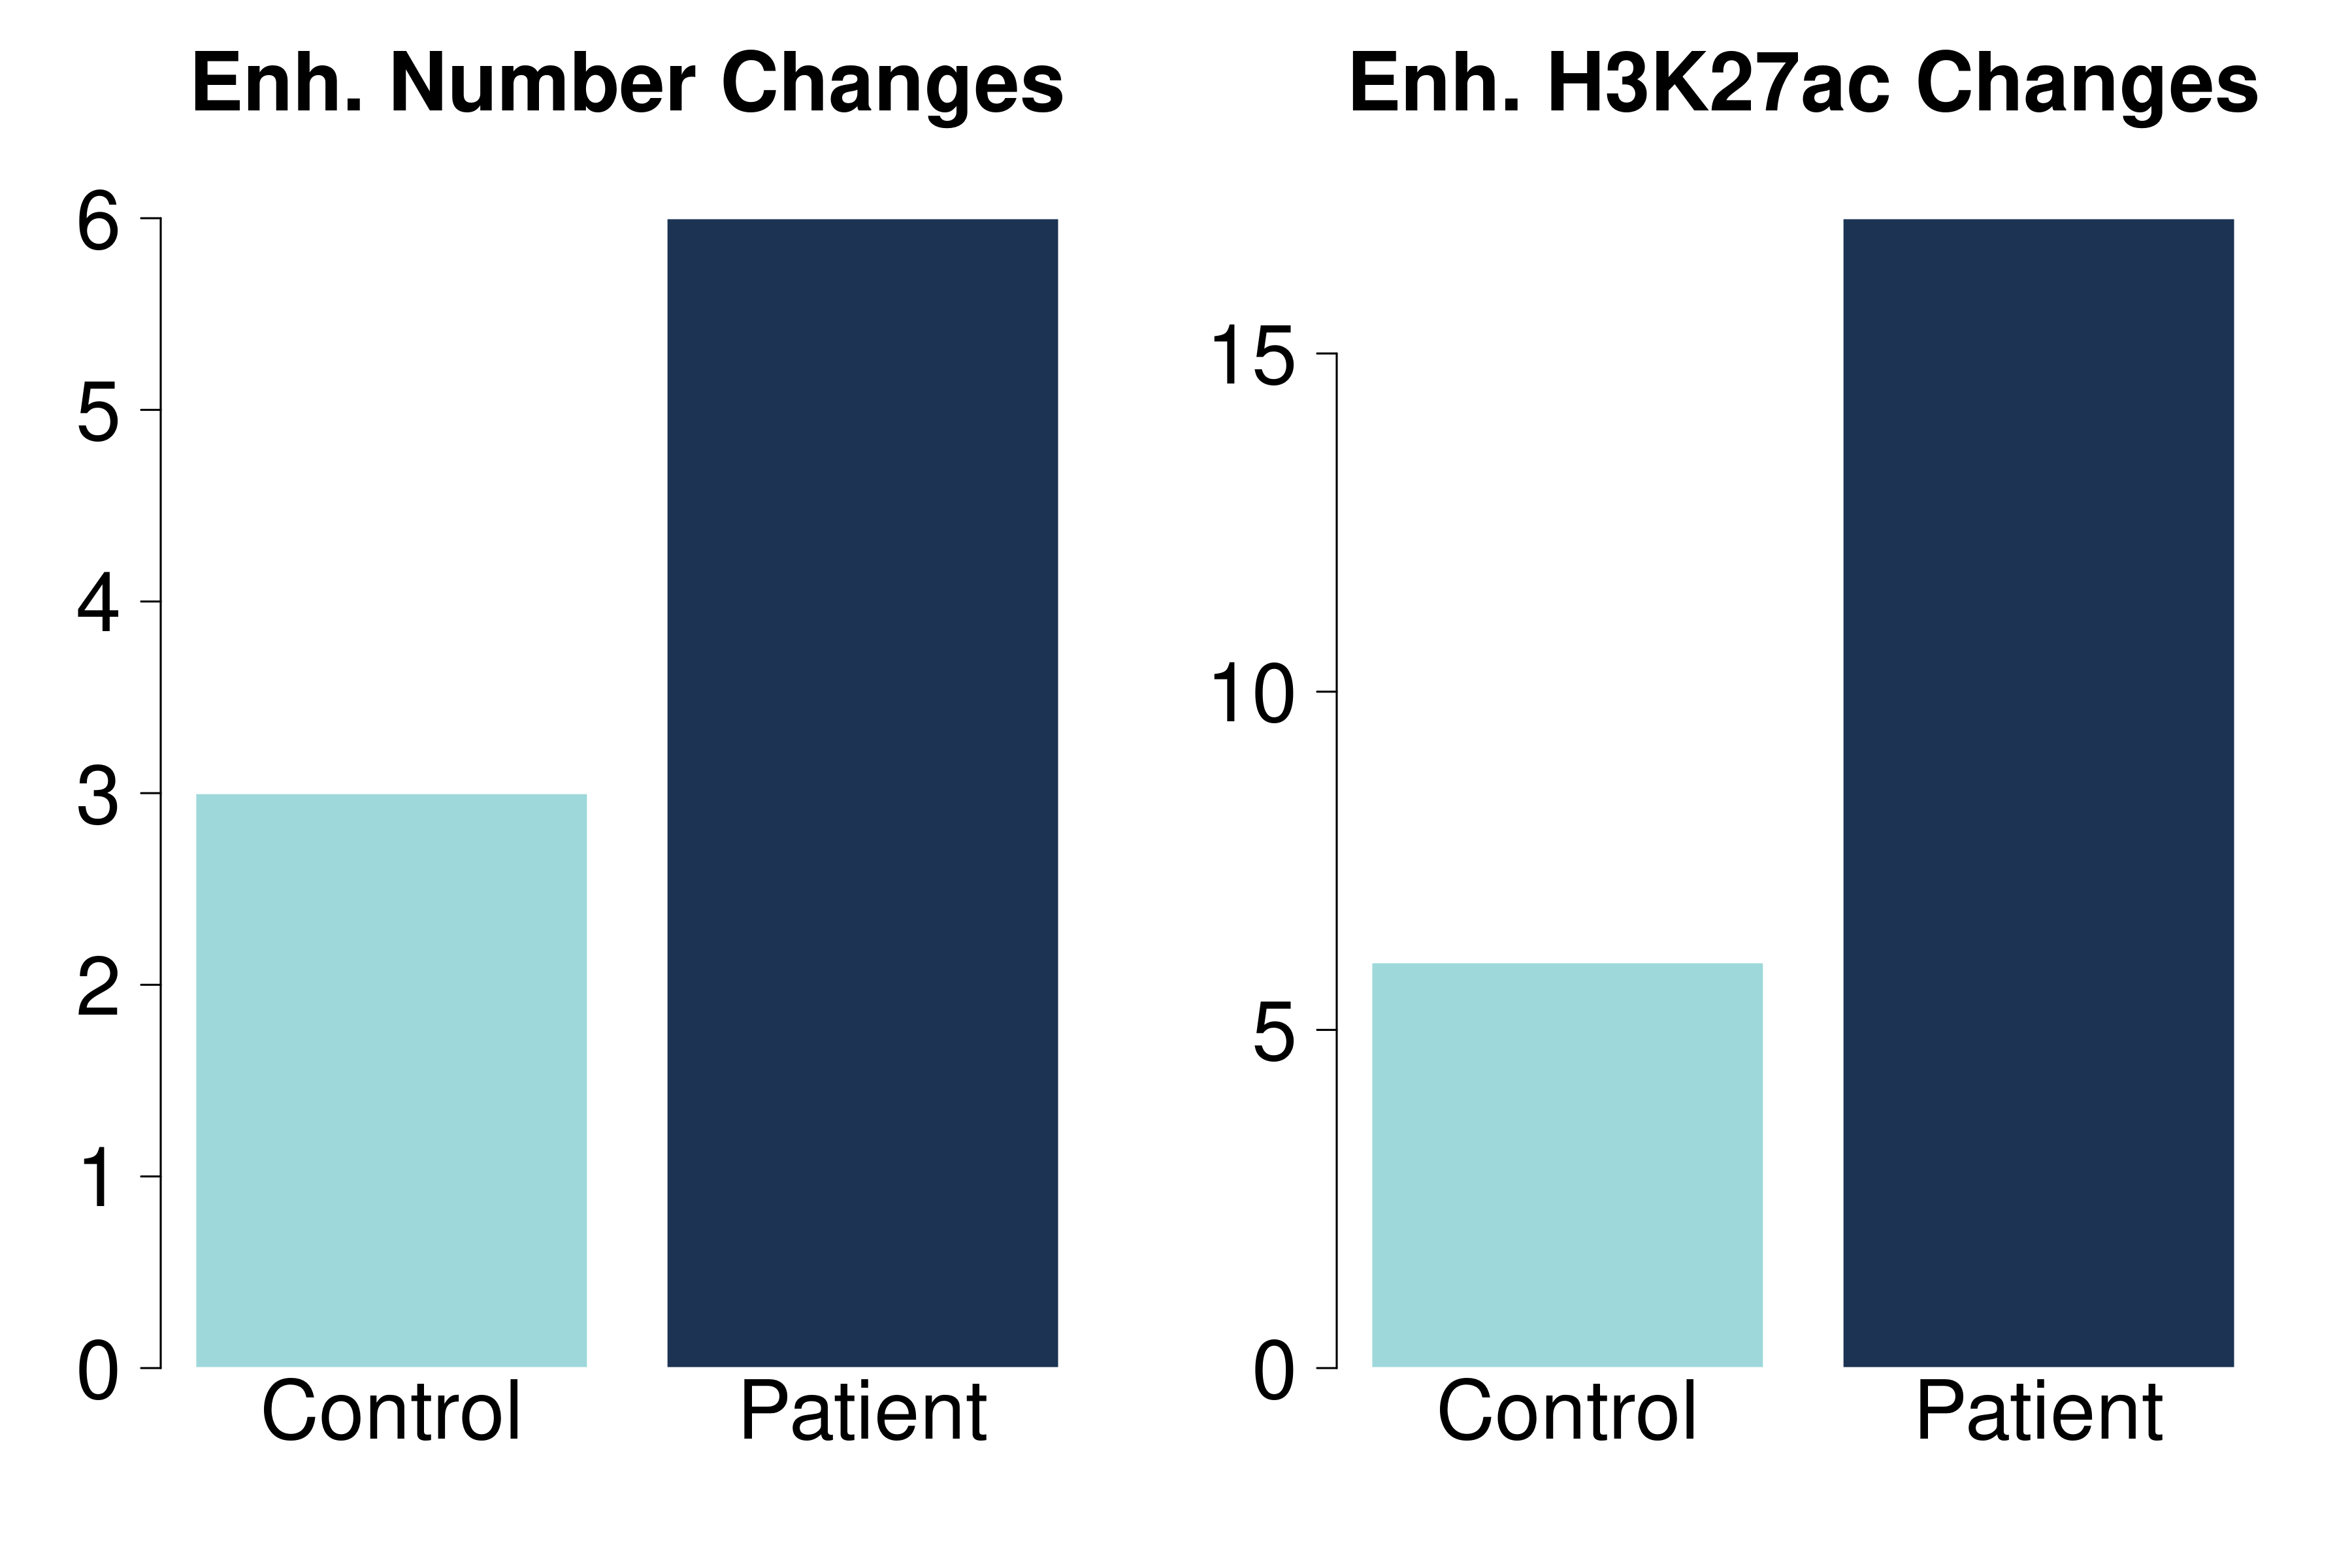 Enh. Number Changes
6
5
4
3
2
1
0
Control Patient
Enh. H3K27ac Changes
15
10
5
0
Control Patient